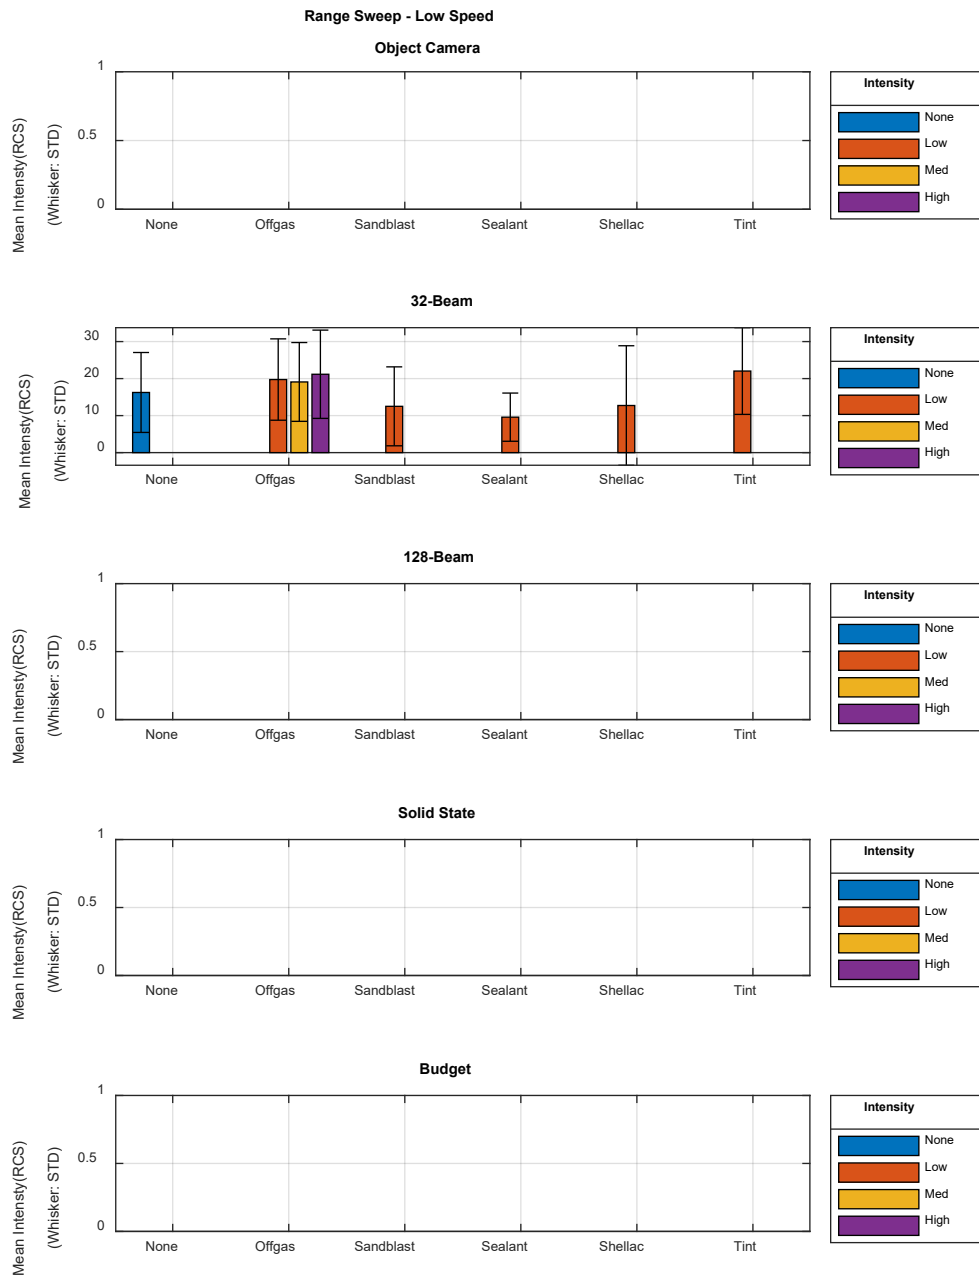 Range Sweep - Low Speed
Object Camera
Mean Intensty(RCS)
(Whisker: STD)
1
0.5
0
None Offgas Sandblast Sealant Shellac Tint
Intensity
None
Low
Med
High
32-Beam
Mean Intensty(RCS)
(Whisker: STD)
30
20
10
0
None Offgas Sandblast Sealant Shellac Tint
Intensity
None
Low
Med
High
128-Beam
Mean Intensty(RCS)
(Whisker: STD)
1
0.5
0
None Offgas Sandblast Sealant Shellac Tint
Intensity
None
Low
Med
High
Solid State
Mean Intensty(RCS)
(Whisker: STD)
1
0.5
0
None Offgas Sandblast Sealant Shellac Tint
Intensity
None
Low
Med
High
Budget
Mean Intensty(RCS)
(Whisker: STD)
1
0.5
0
None Offgas Sandblast Sealant Shellac Tint
Intensity
None
Low
Med
High